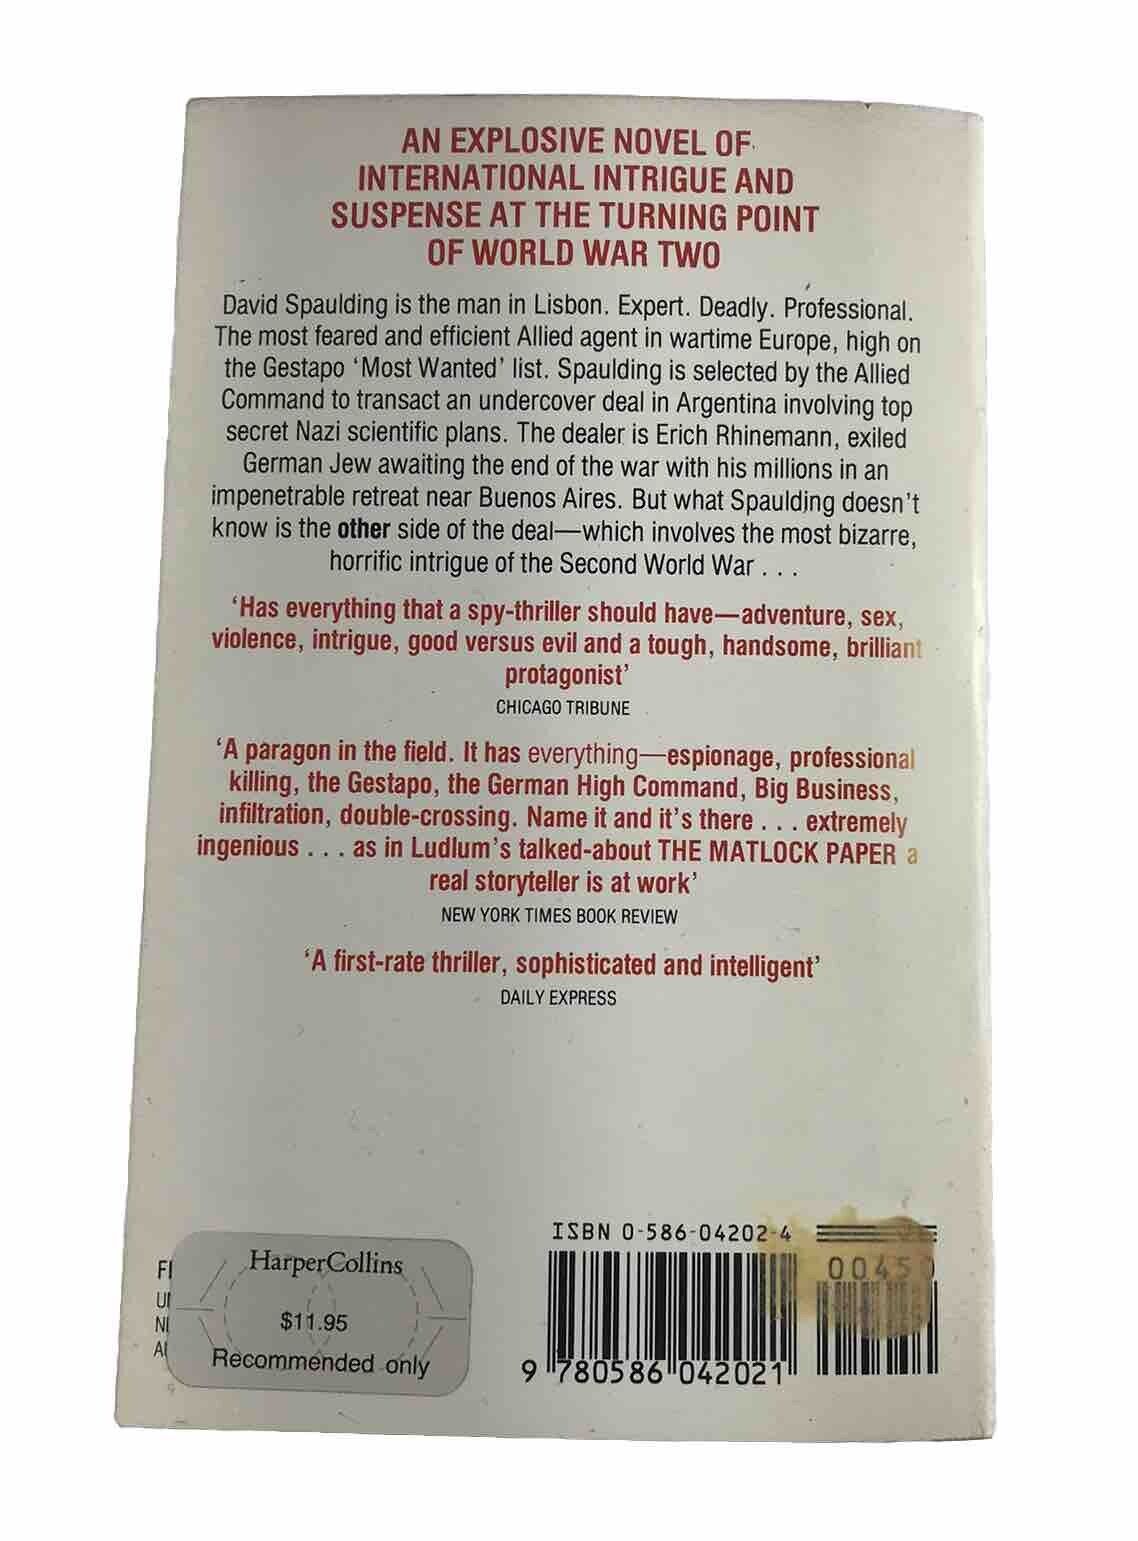 AN EXPLOSIVE NOVEL OF
INTERNATIONAL INTRIGUE AND
SUSPENSE AT THE TURNING POINT
OF WORLD WAR TWO
David Spaulding is the man in Lisbon. Expert. Deadly. Professional.
The most feared and efficient Allied agent in wartime Europe, high on
the Gestapo ‘Most Wanted’ list. Spaulding is selected by the Allied
Command to transact an undercover deal in Argentina involving top
secret Nazi scientific plans. The dealer is Erich Rhinemann, exiled
German Jew awaiting the end of the war with his millions in an
impenetrable retreat near Buenos Aires. But what Spaulding doesn’t
know is the other side of the deal—which involves the most bizarre,
horrific intrigue of the Second World War . . .
‘Has everything that a spy-thriller should have—adventure, sex,
violence, intrigue, good versus evil and a tough, handsome, brilliant
protagonist’
CHICAGO TRIBUNE
‘A paragon in the field. It has everything—espionage, professional
killing, the Gestapo, the German High Command, Big Business,
infiltration, double-crossing. Name it and it’s there . . . extremely
ingenious . . . as in Ludlum’s talked-about THE MATLOCK PAPER a
real storyteller is at work’
NEW YORK TIMES BOOK REVIEW
‘A first-rate thriller, sophisticated and intelligent’
DAILY EXPRESS
ISBN 0-586-04202-4
00450
9 780586 042021
HarperCollins
$11.95
Recommended only